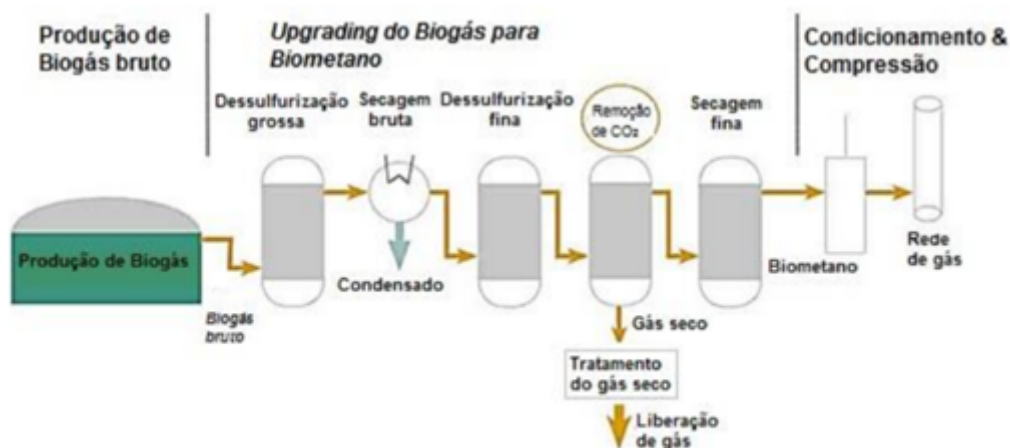 Produção de
Biogás bruto
Upgrading do Biogás para
Biometano
Condicionamento &
Compressão
Dessulfurização
grossa
Secagem
bruta
Dessulfurização
fina
Remoção
de CO₂
Secagem
fina
Produção de Biogás
Biogás
bruto
Condensado
Gás seco
Tratamento
do gás seco
Liberação
de gás
Biometano
Rede
de gás